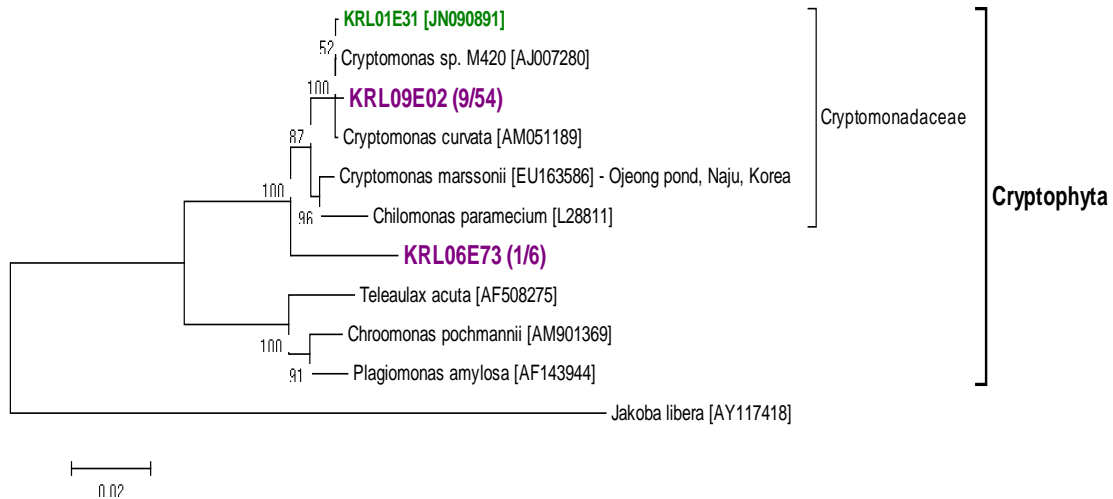 KRL01E31 [JN090891]
52
Cryptomonas sp. M420 [AJ007280]
100
KRL09E02 (9/54)
Cryptomonadaceae
87
Cryptomonas curvata [AM051189]
Cryptomonas marssonii [EU163586] - Ojeong pond, Naju, Korea
100
Cryptophyta
96
Chilomonas paramecium [L28811]
KRL06E73 (1/6)
Teleaulax acuta [AF508275]
Chroomonas pochmannii [AM901369]
100
91
Plagiomonas amylosa [AF143944]
Jakoba libera [AY117418]
0.02